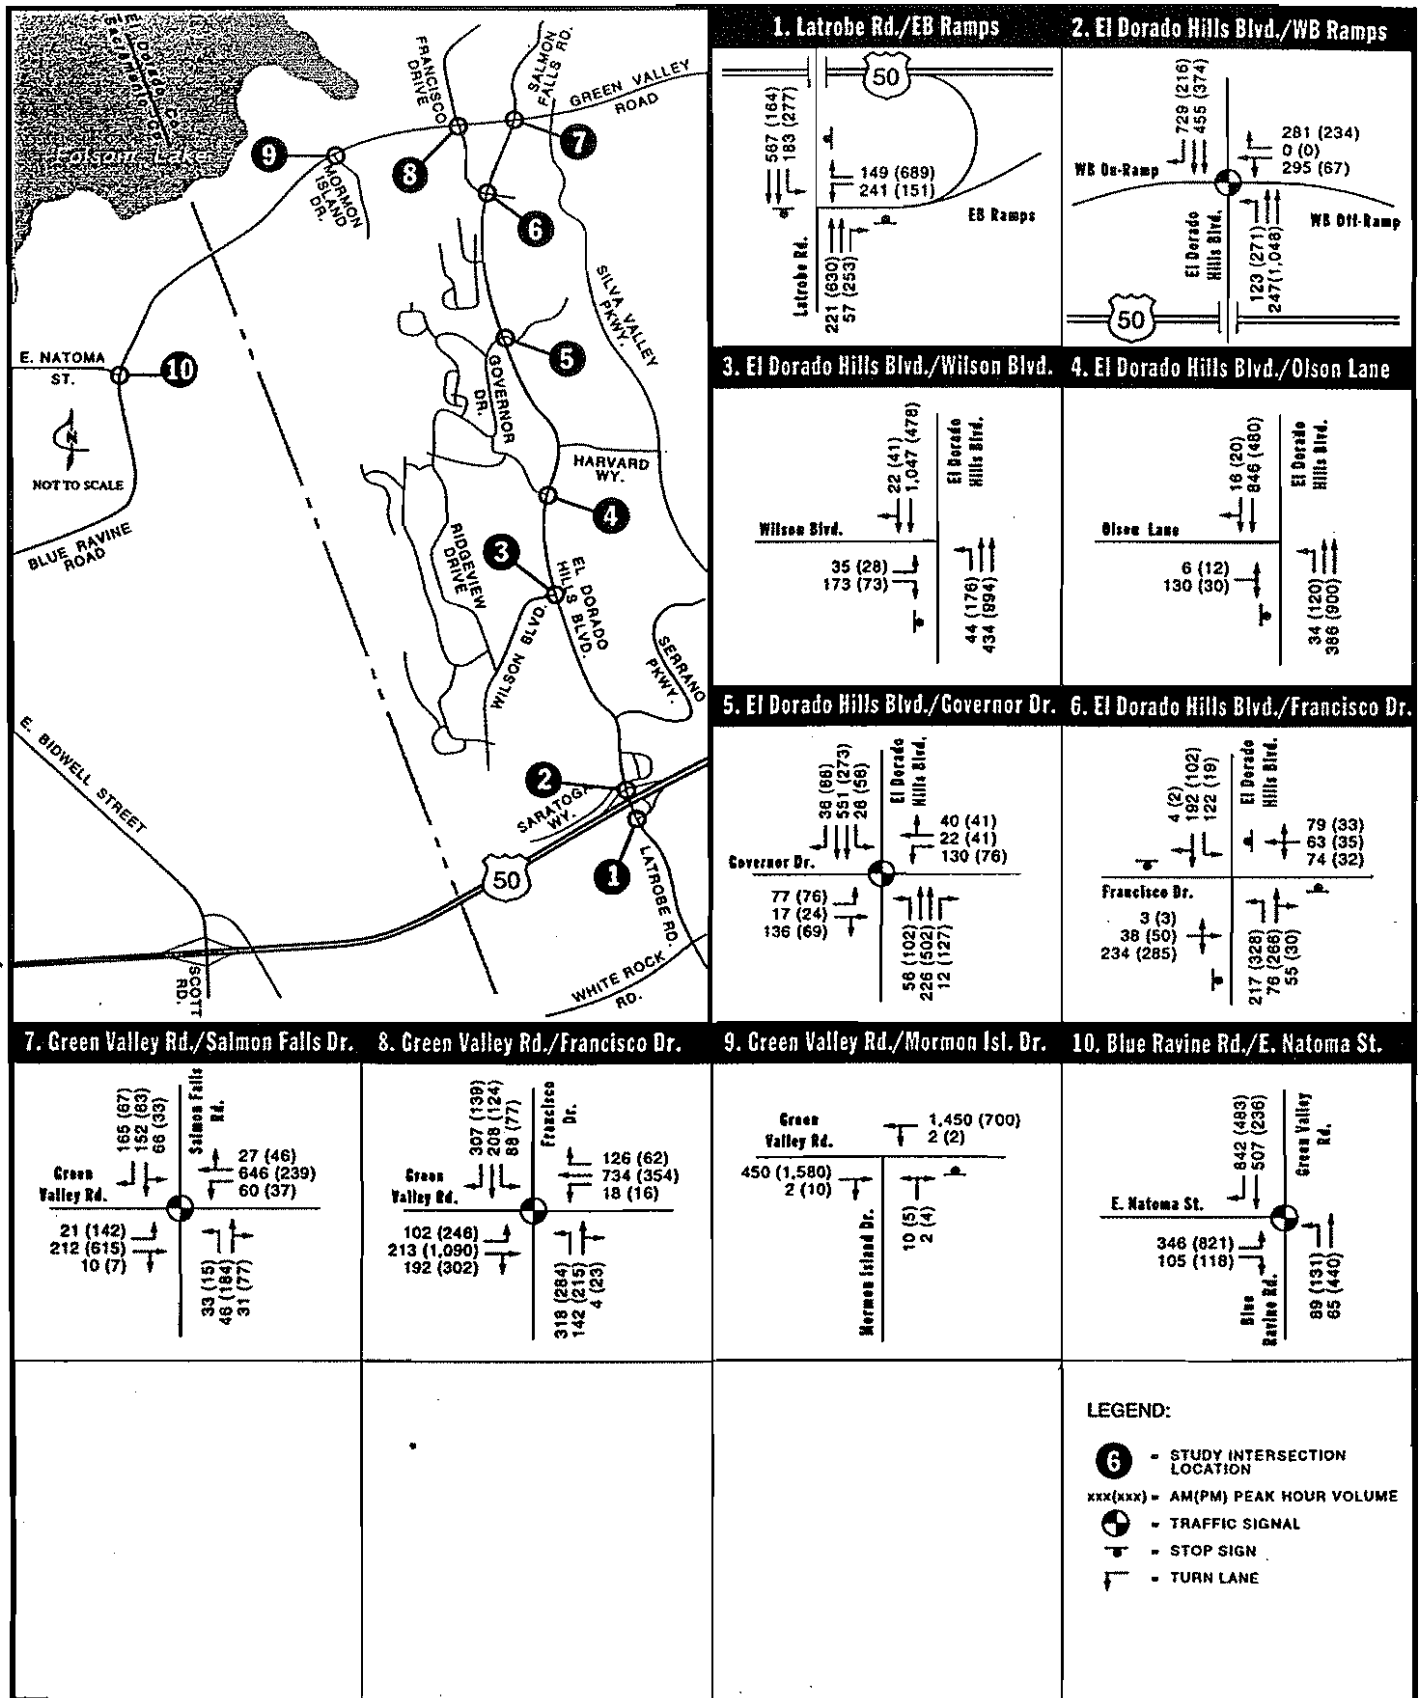 El Dorado Co.
Folsom Lake
FRANCISCO
DRIVE
SALMON
FALLS RD.
GREEN VALLEY
ROAD
9
8
7
MORMON
ISLAND
DR.
6
SILVA VALLEY
PKWY.
E. NATOMA
ST.
10
5
GOVERNOR
DR.
N
NOT TO SCALE
HARVARD
WY.
4
BLUE RAVINE
ROAD
RIDGEVIEW
DRIVE
3
EL DORADO
HILLS BLVD.
WILSON BLVD.
SERRANO
PKWY.
E. BIDWELL STREET
2
SARATOGA
WY.
50
1
LATROBE RD.
SCOTT
RD.
WHITE ROCK
RD.
1. Latrobe Rd./EB Ramps
50
567 (164)
183 (277)
149 (689)
241 (151)
EB Ramps
Latrobe Rd.
221 (630)
57 (253)
2. El Dorado Hills Blvd./WB Ramps
729 (216)
455 (374)
281 (234)
0 (0)
295 (67)
WB On-Ramp
WB Off-Ramp
El Dorado
Hills Blvd.
123 (271)
247(1,048)
50
3. El Dorado Hills Blvd./Wilson Blvd.
22 (41)
1,047 (478)
El Dorado
Hills Blvd.
Wilson Blvd.
35 (28)
173 (73)
44 (176)
434 (994)
4. El Dorado Hills Blvd./Olson Lane
16 (20)
846 (480)
El Dorado
Hills Blvd.
Olson Lane
6 (12)
130 (30)
34 (120)
386 (900)
5. El Dorado Hills Blvd./Governor Dr.
36 (88)
551 (273)
26 (58)
El Dorado
Hills Blvd.
40 (41)
22 (41)
130 (76)
Governor Dr.
77 (76)
17 (24)
136 (69)
56 (102)
226 (502)
12 (127)
6. El Dorado Hills Blvd./Francisco Dr.
4 (2)
192 (102)
122 (19)
El Dorado
Hills Blvd.
79 (33)
63 (35)
74 (32)
Francisco Dr.
3 (3)
38 (50)
234 (285)
217 (328)
76 (266)
55 (30)
7. Green Valley Rd./Salmon Falls Dr.
165 (67)
152 (83)
66 (33)
Salmon Falls
Rd.
27 (46)
646 (239)
60 (37)
Green
Valley Rd.
21 (142)
212 (615)
10 (7)
33 (15)
46 (184)
31 (77)
8. Green Valley Rd./Francisco Dr.
307 (139)
208 (124)
88 (77)
Francisco
Dr.
126 (62)
734 (354)
18 (16)
Green
Valley Rd.
102 (246)
213 (1,090)
192 (302)
318 (284)
142 (215)
4 (23)
9. Green Valley Rd./Mormon Isl. Dr.
Green
Valley Rd.
1,450 (700)
2 (2)
450 (1,580)
2 (10)
Mormon Island Dr.
10 (5)
2 (4)
10. Blue Ravine Rd./E. Natoma St.
842 (483)
507 (236)
Green Valley
Rd.
E. Natoma St.
346 (821)
105 (118)
Blue
Ravine Rd.
89 (131)
65 (440)
LEGEND:
6 - STUDY INTERSECTION
LOCATION
xxx(xxx) - AM(PM) PEAK HOUR VOLUME
- TRAFFIC SIGNAL
- STOP SIGN
- TURN LANE